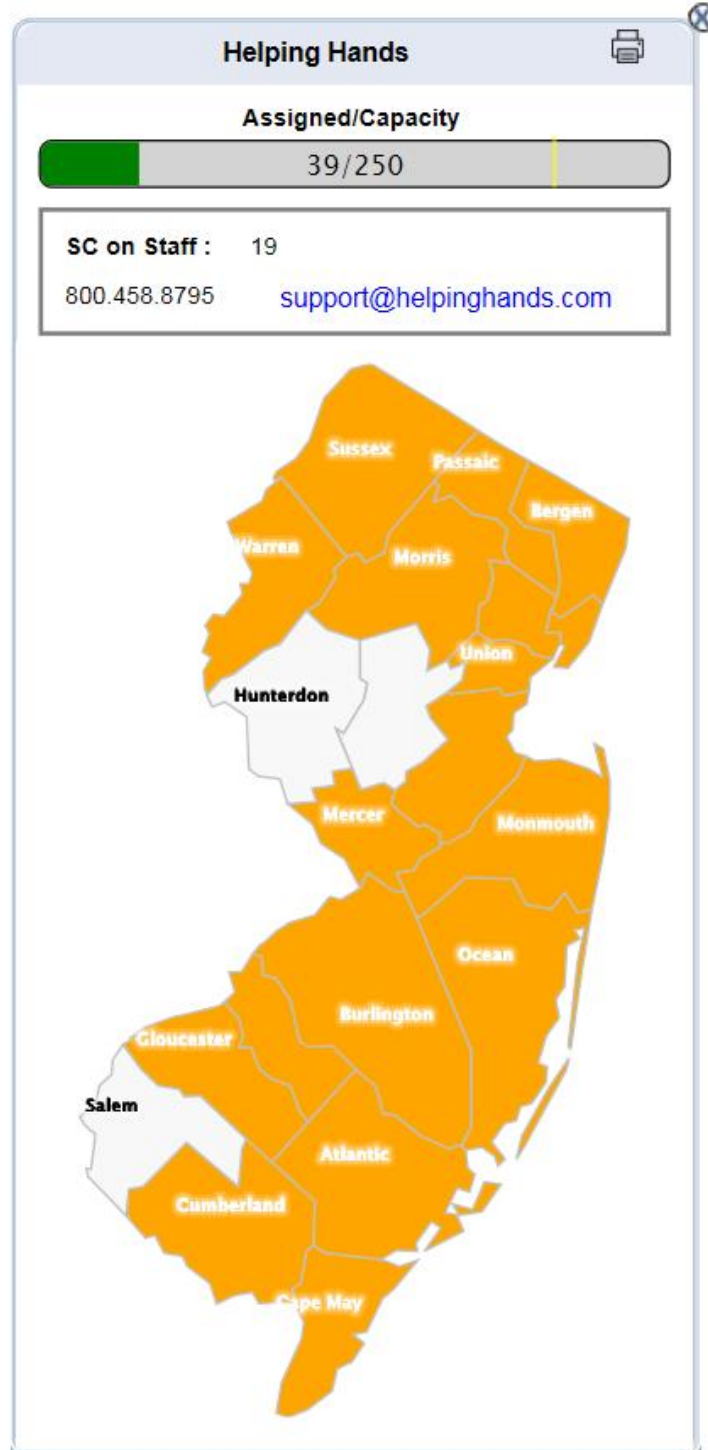 Helping Hands
Assigned/Capacity
39/250
SC on Staff : 19
800.458.8795 support@helpinghands.com
Sussex
Passaic
Bergen
Warren
Morris
Union
Hunterdon
Mercer
Monmouth
Ocean
Burlington
Gloucester
Salem
Atlantic
Cumberland
Cape May